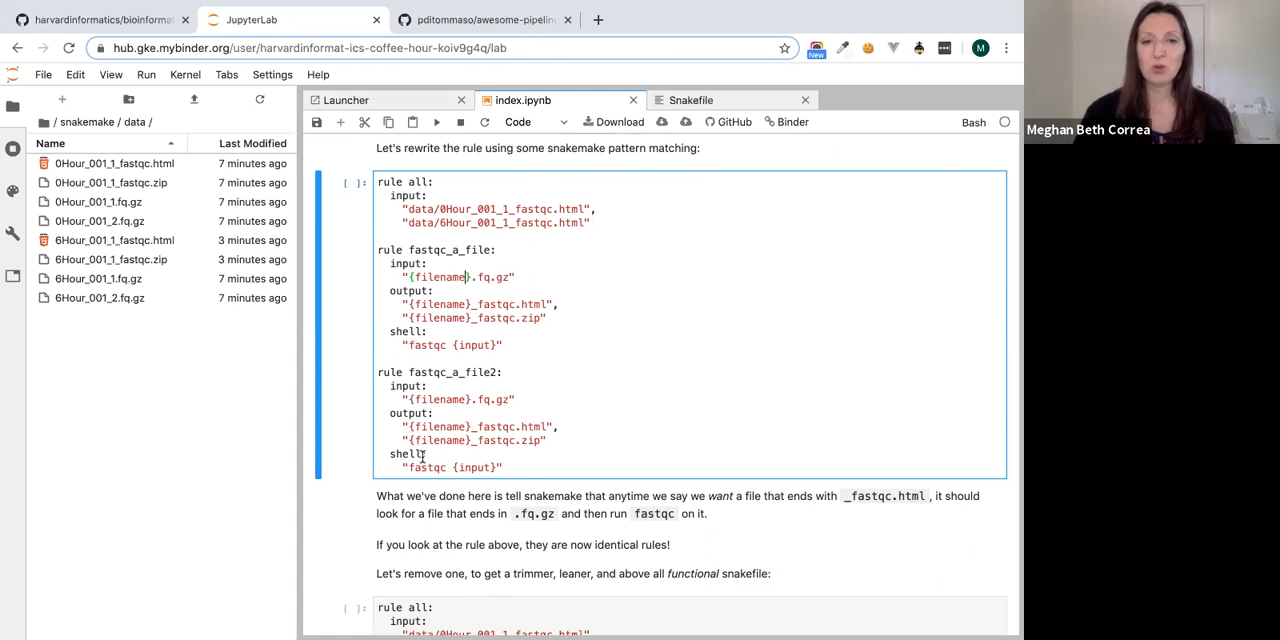 harvardinformatics/bioinformat
JupyterLab
pditommaso/awesome-pipeline
hub.gke.mybinder.org/user/harvardinformat-ics-coffee-hour-koiv9g4q/lab
New
M
File Edit View Run Kernel Tabs Settings Help
Launcher
index.ipynb
Snakefile
/ snakemake / data /
Code
Download
GitHub
Binder
Bash
Name
Last Modified
0Hour_001_1_fastqc.html 7 minutes ago
0Hour_001_1_fastqc.zip 7 minutes ago
0Hour_001_1.fq.gz 7 minutes ago
0Hour_001_2.fq.gz 7 minutes ago
6Hour_001_1_fastqc.html 3 minutes ago
6Hour_001_1_fastqc.zip 3 minutes ago
6Hour_001_1.fq.gz 7 minutes ago
6Hour_001_2.fq.gz 7 minutes ago
Let's rewrite the rule using some snakemake pattern matching:
[ ]:
rule all:
input:
"data/0Hour_001_1_fastqc.html",
"data/6Hour_001_1_fastqc.html"
rule fastqc_a_file:
input:
"{filename}.fq.gz"
output:
"{filename}_fastqc.html",
"{filename}_fastqc.zip"
shell:
"fastqc {input}"
rule fastqc_a_file2:
input:
"{filename}.fq.gz"
output:
"{filename}_fastqc.html",
"{filename}_fastqc.zip"
shell:
"fastqc {input}"
What we've done here is tell snakemake that anytime we say we want a file that ends with _fastqc.html, it should
look for a file that ends in .fq.gz and then run fastqc on it.
If you look at the rule above, they are now identical rules!
Let's remove one, to get a trimmer, leaner, and above all functional snakefile:
[ ]:
rule all:
input:
"data/0Hour_001_1_fastqc.html",
Meghan Beth Correa